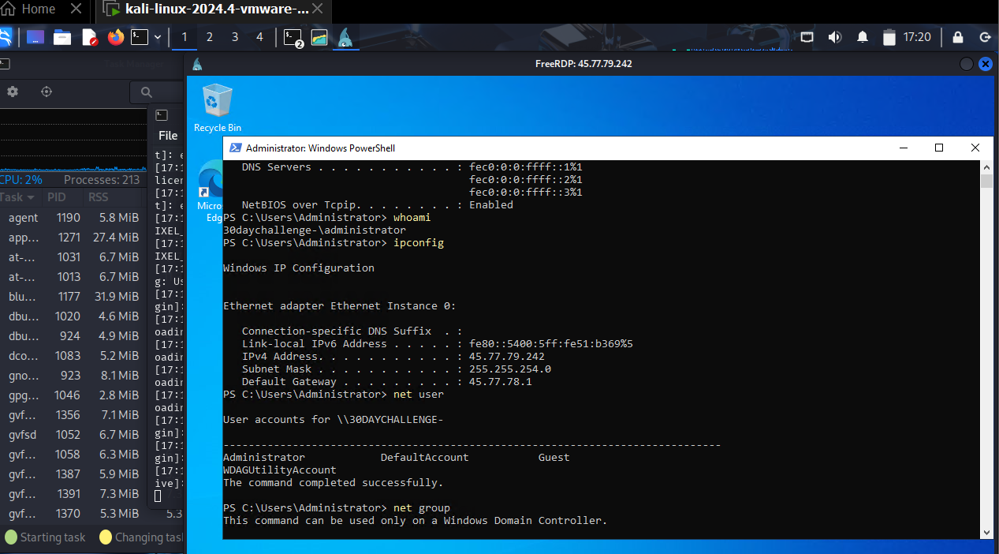 Home
kali-linux-2024.4-vmware-...
1 2 3 4
2
17:20
FreeRDP: 45.77.79.242
CPU: 2% Processes: 213
Task PID RSS
agent 1190 5.8 MiB
app... 1271 27.4 MiB
at-... 1031 6.7 MiB
at-... 1013 6.7 MiB
blu... 1177 31.9 MiB
dbu... 1020 4.6 MiB
dbu... 924 4.9 MiB
dco... 1083 5.2 MiB
gno... 923 8.1 MiB
gpg... 1046 2.8 MiB
gvf... 1356 7.1 MiB
gvfsd 1052 6.7 MiB
gvf... 1058 6.3 MiB
gvf... 1387 5.9 MiB
gvf... 1391 7.3 MiB
gvf... 1370 5.3 MiB 5.3
Starting task Changing tas
File
t]: e
[17:1
licen
[17:1
t]: e
[17:1
IXEL_
[17:1
IXEL_
[17:1
g: Us
[17:1
gin]:
[17:1
oadin
[17:1
oadin
[17:1
oadin
[17:1
oadin
[17:1
gin]:
[17:1
gin]:
[17:1
ive]:
Recycle Bin
Micros
Edg
Administrator: Windows PowerShell
DNS Servers . . . . . . . . . . . : fec0:0:0:ffff::1%1
fec0:0:0:ffff::2%1
fec0:0:0:ffff::3%1
NetBIOS over Tcpip. . . . . . . . : Enabled
PS C:\Users\Administrator> whoami
30daychallenge-\administrator
PS C:\Users\Administrator> ipconfig
Windows IP Configuration
Ethernet adapter Ethernet Instance 0:
Connection-specific DNS Suffix . :
Link-local IPv6 Address . . . . . : fe80::5400:5ff:fe51:b369%5
IPv4 Address. . . . . . . . . . . : 45.77.79.242
Subnet Mask . . . . . . . . . . . : 255.255.254.0
Default Gateway . . . . . . . . . : 45.77.78.1
PS C:\Users\Administrator> net user
User accounts for \\30DAYCHALLENGE-
-------------------------------------------------------------------------------
Administrator DefaultAccount Guest
WDAGUtilityAccount
The command completed successfully.
PS C:\Users\Administrator> net group
This command can be used only on a Windows Domain Controller.